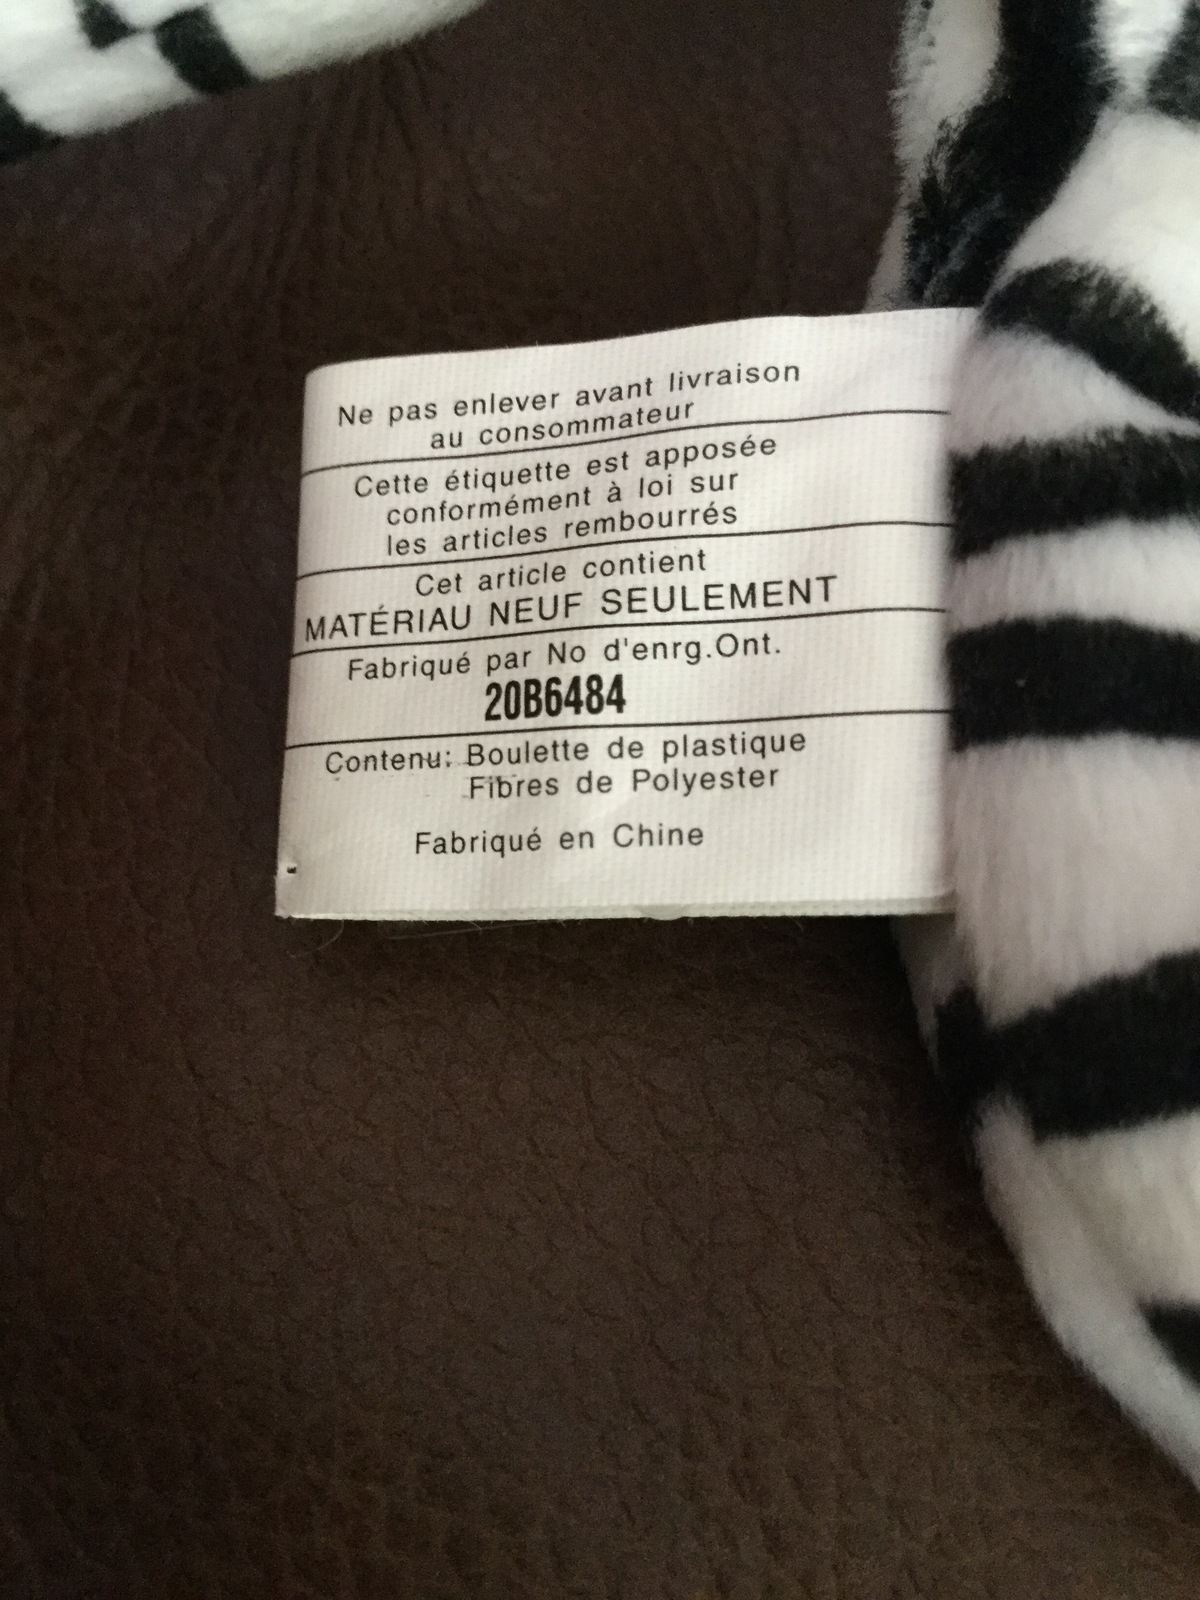 Ne pas enlever avant livraison
au consommateur
Cette étiquette est apposée
conformément à loi sur
les articles rembourrés
Cet article contient
MATÉRIAU NEUF SEULEMENT
Fabriqué par No d'enrg.Ont.
20B6484
Contenu: Boulette de plastique
Fibres de Polyester
Fabriqué en Chine